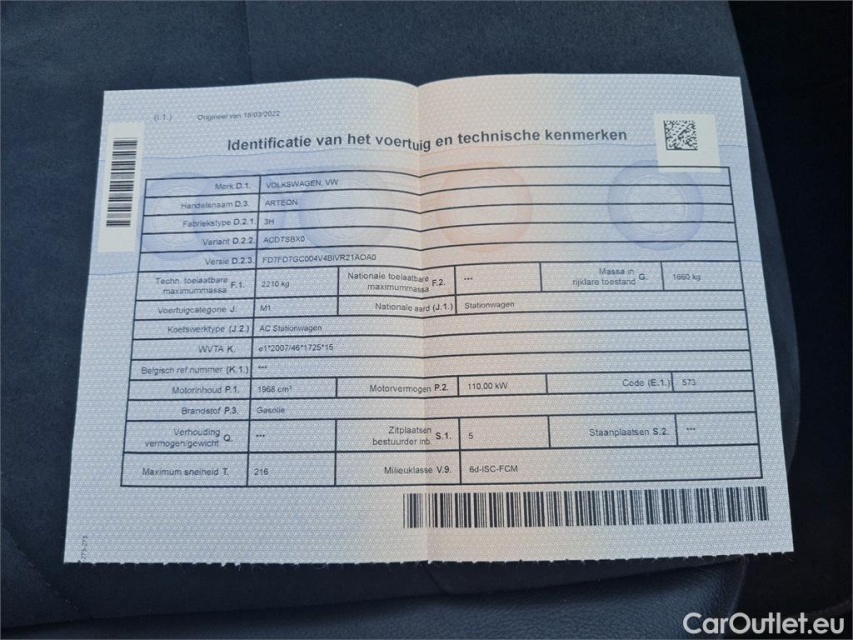 (I.1.) Origineel van 18/03/2022
Identificatie van het voertuig en technische kenmerken
Merk D.1. VOLKSWAGEN, VW
Handelsnaam D.3. ARTEON
Fabriekstype D.2.1. 3H
Variant D.2.2. ACDTSBX0
Versie D.2.3. FD7FD7GC004V4BIVR21AOA0
Techn. toelaatbare maximummassa F.1. 2210 kg Nationale toelaatbare maximummassa F.2. *** Massa in rijklare toestand G. 1660 kg
Voertuigcategorie J. M1 Nationale aard (J.1.) Stationwagen
Koetswerktype (J.2.) AC Stationwagen
WVTA K. e1*2007/46*1725*15
Belgisch ref.nummer (K.1.) ***
Motorinhoud P.1. 1968 cm³ Motorvermogen P.2. 110,00 kW Code (E.1.) 573
Brandstof P.3. Gasolie
Verhouding vermogen/gewicht Q. *** Zitplaatsen bestuurder inb. S.1. 5 Staanplaatsen S.2. ***
Maximum snelheid T. 216 Milieuklasse V.9. 6d-ISC-FCM
CarOutlet.eu